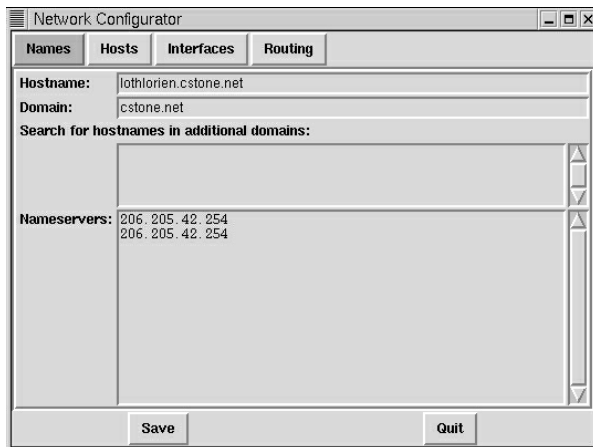 Network Configurator
Names Hosts Interfaces Routing
Hostname: lothlorien.cstone.net
Domain: cstone.net
Search for hostnames in additional domains:
Nameservers: 206.205.42.254
206.205.42.254
Save Quit